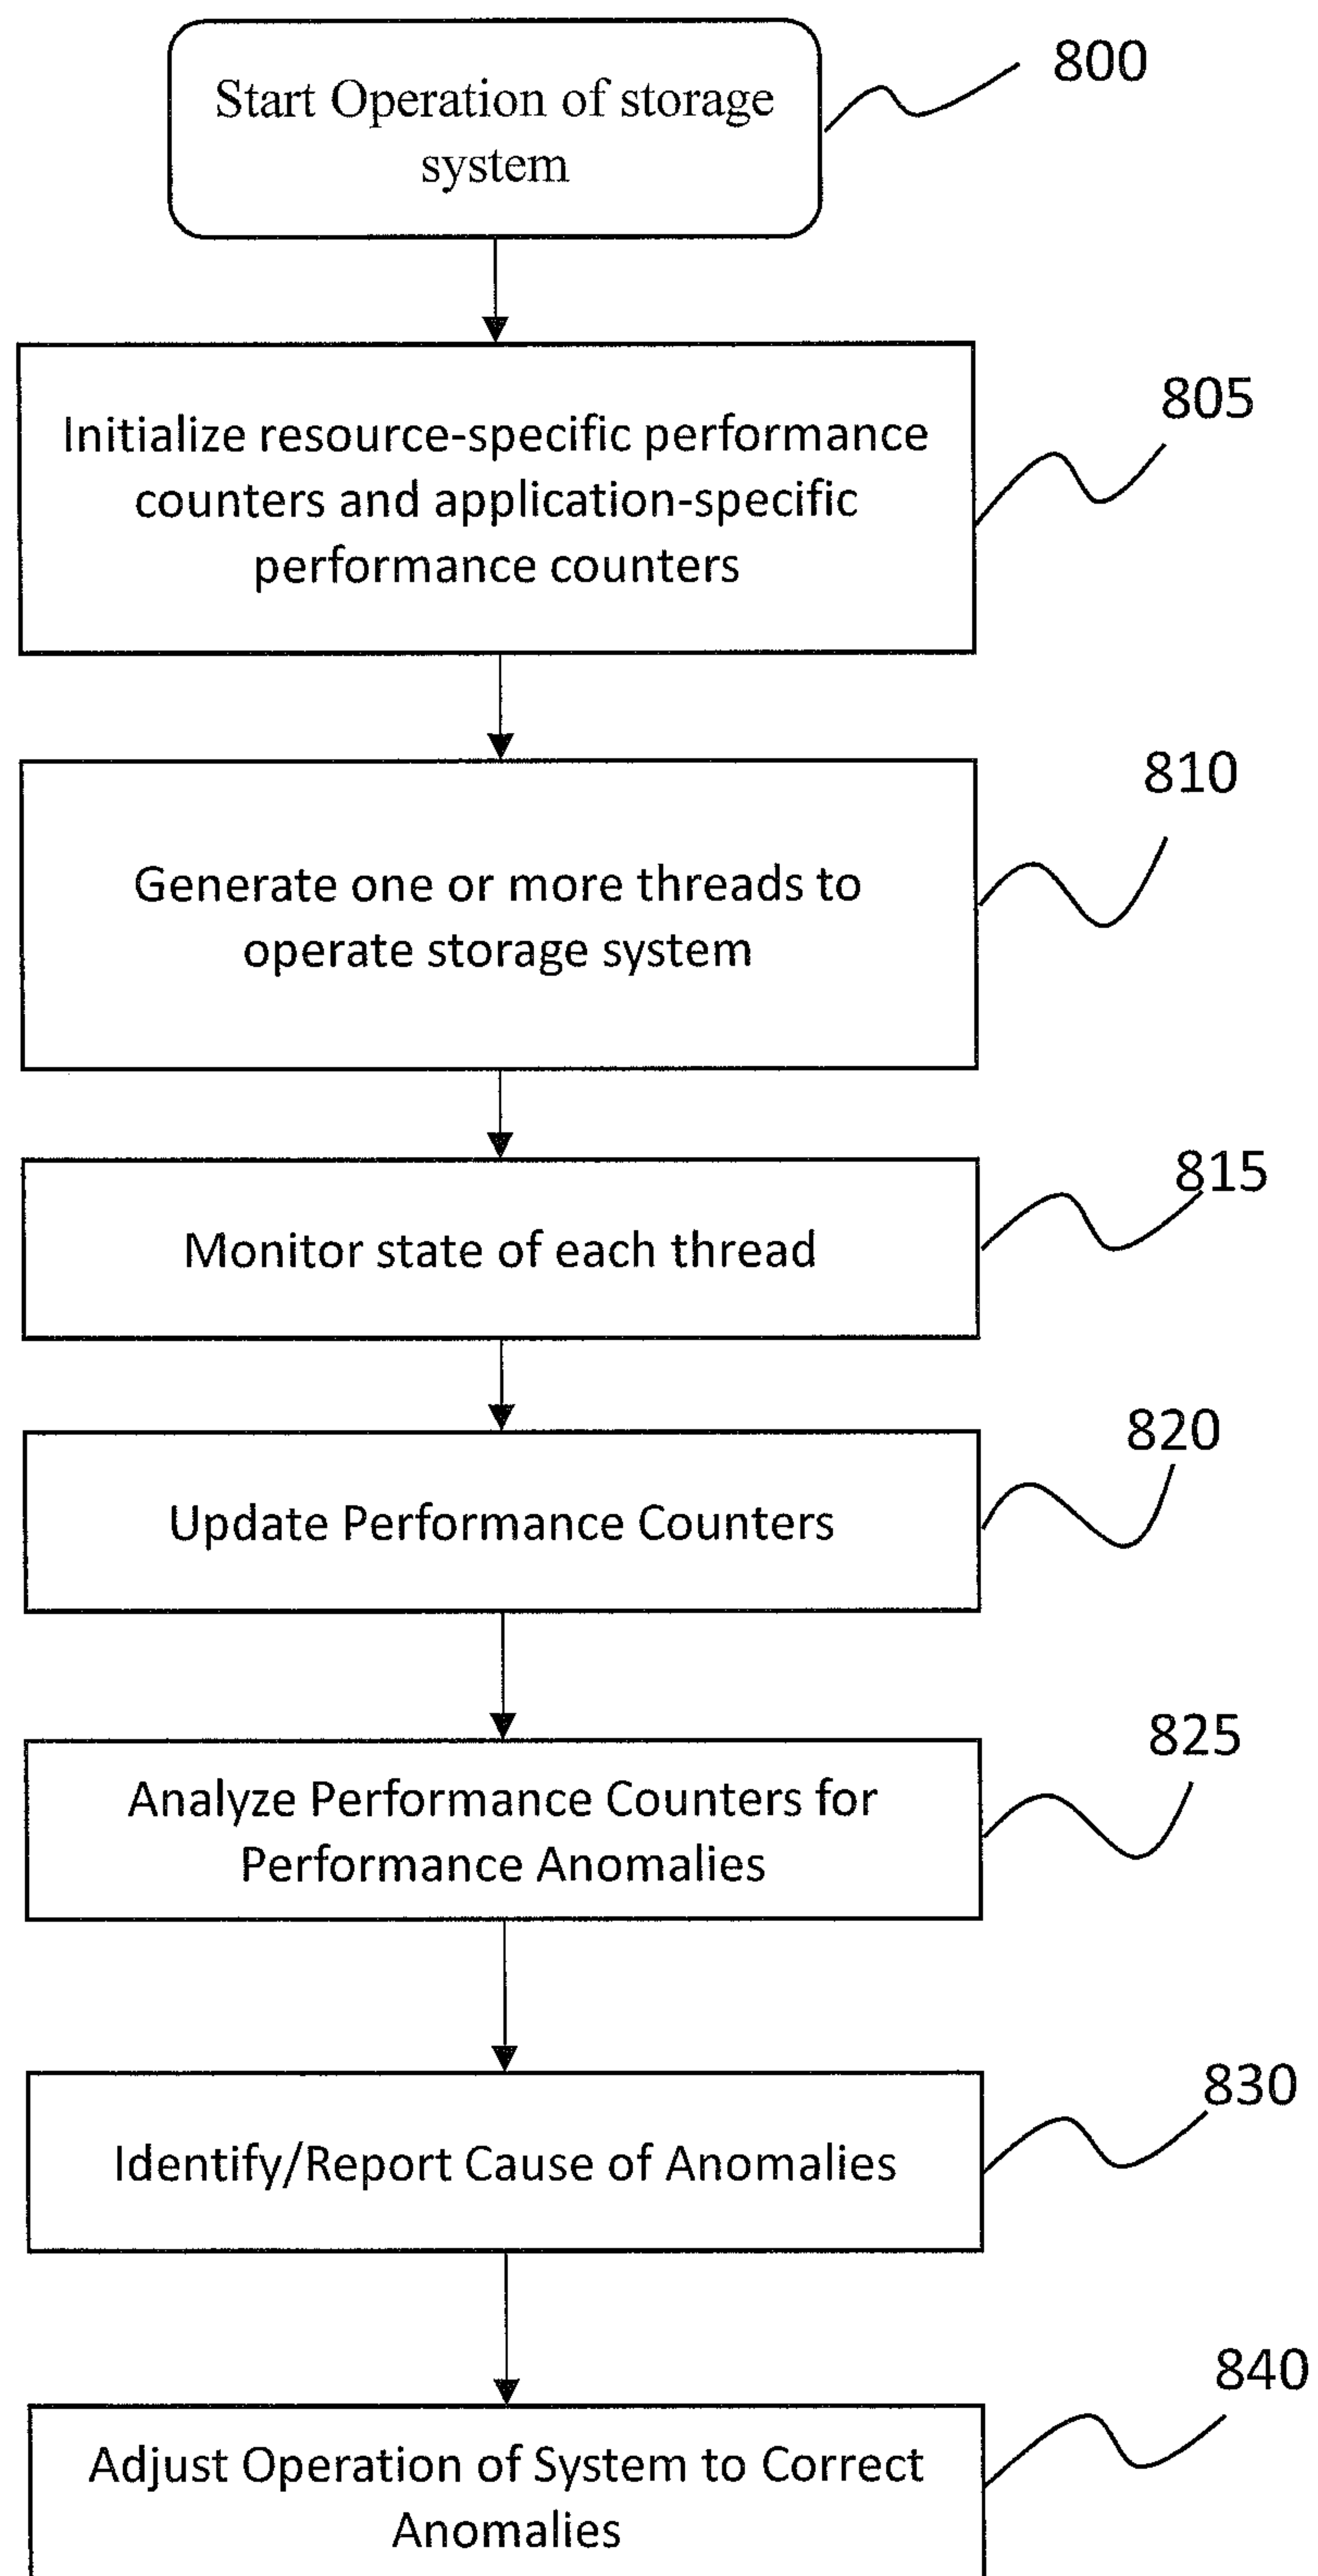 Start Operation of storage
system
800
Initialize resource-specific performance
counters and application-specific
performance counters
805
Generate one or more threads to
operate storage system
810
Monitor state of each thread
815
Update Performance Counters
820
Analyze Performance Counters for
Performance Anomalies
825
Identify/Report Cause of Anomalies
830
Adjust Operation of System to Correct
Anomalies
840